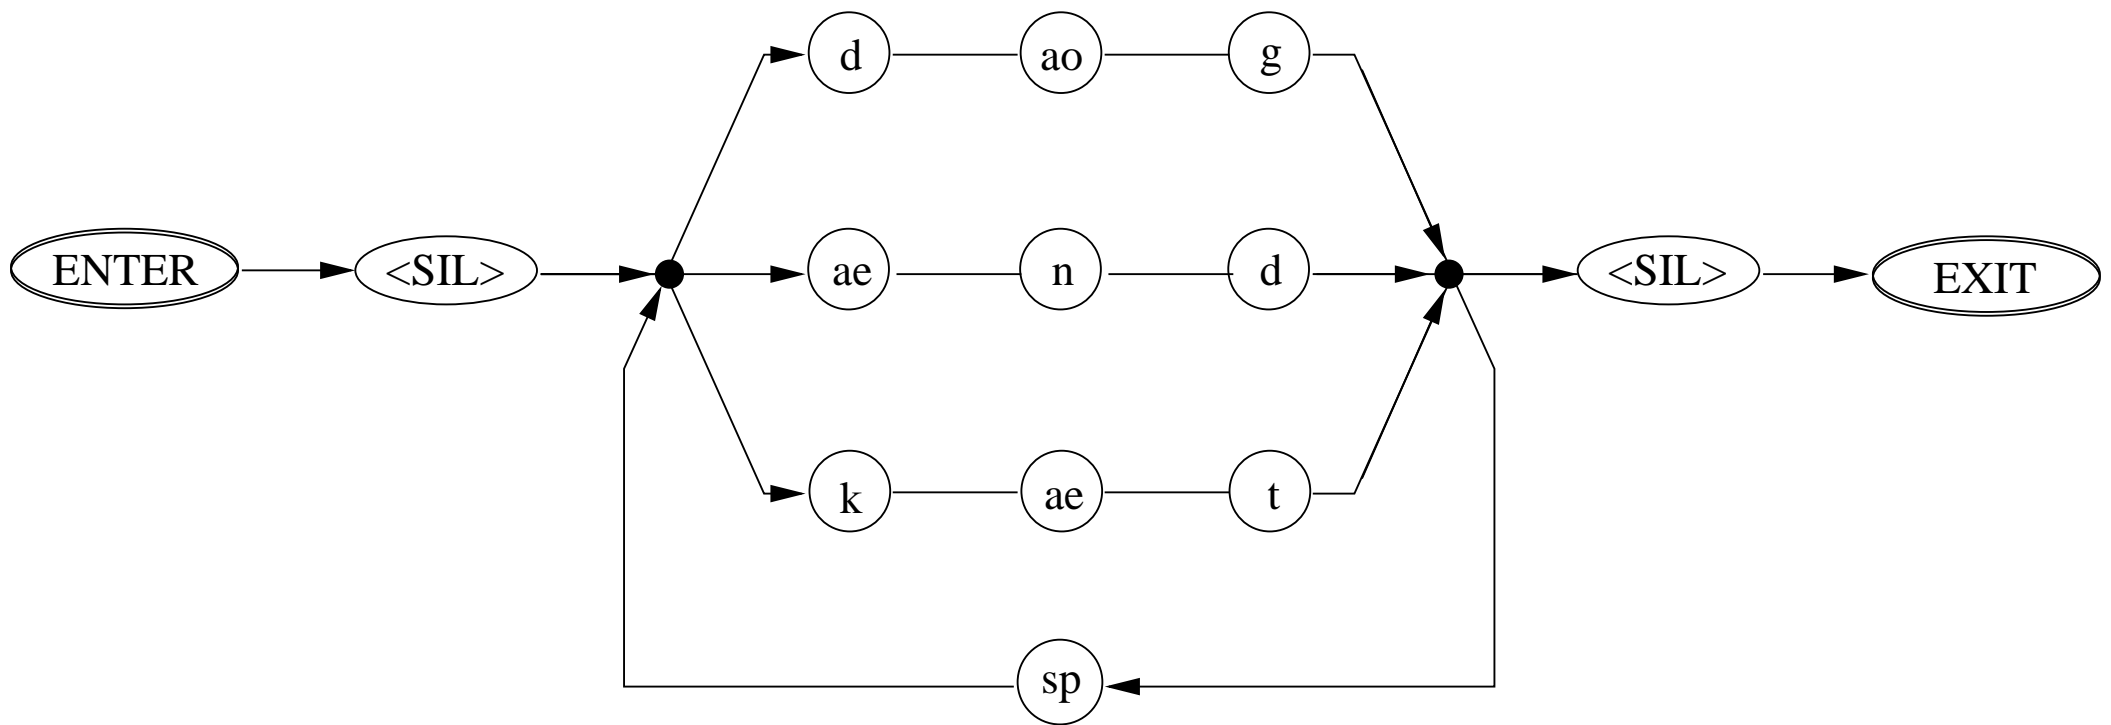 d ao g
ENTER <SIL> ae n d <SIL> EXIT
k ae t
sp